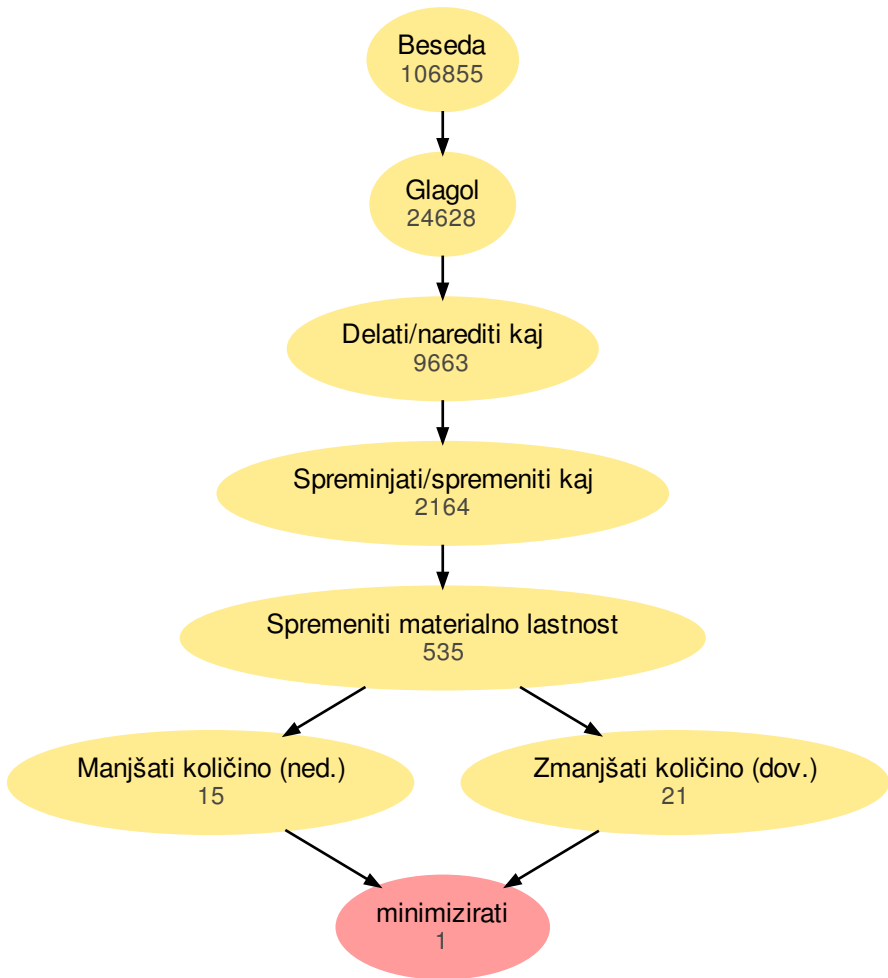 Beseda
106855
Glagol
24628
Delati/narediti kaj
9663
Spreminjati/spremeniti kaj
2164
Spremeniti materialno lastnost
535
Manjšati količino (ned.)
15
Zmanjšati količino (dov.)
21
minimizirati
1